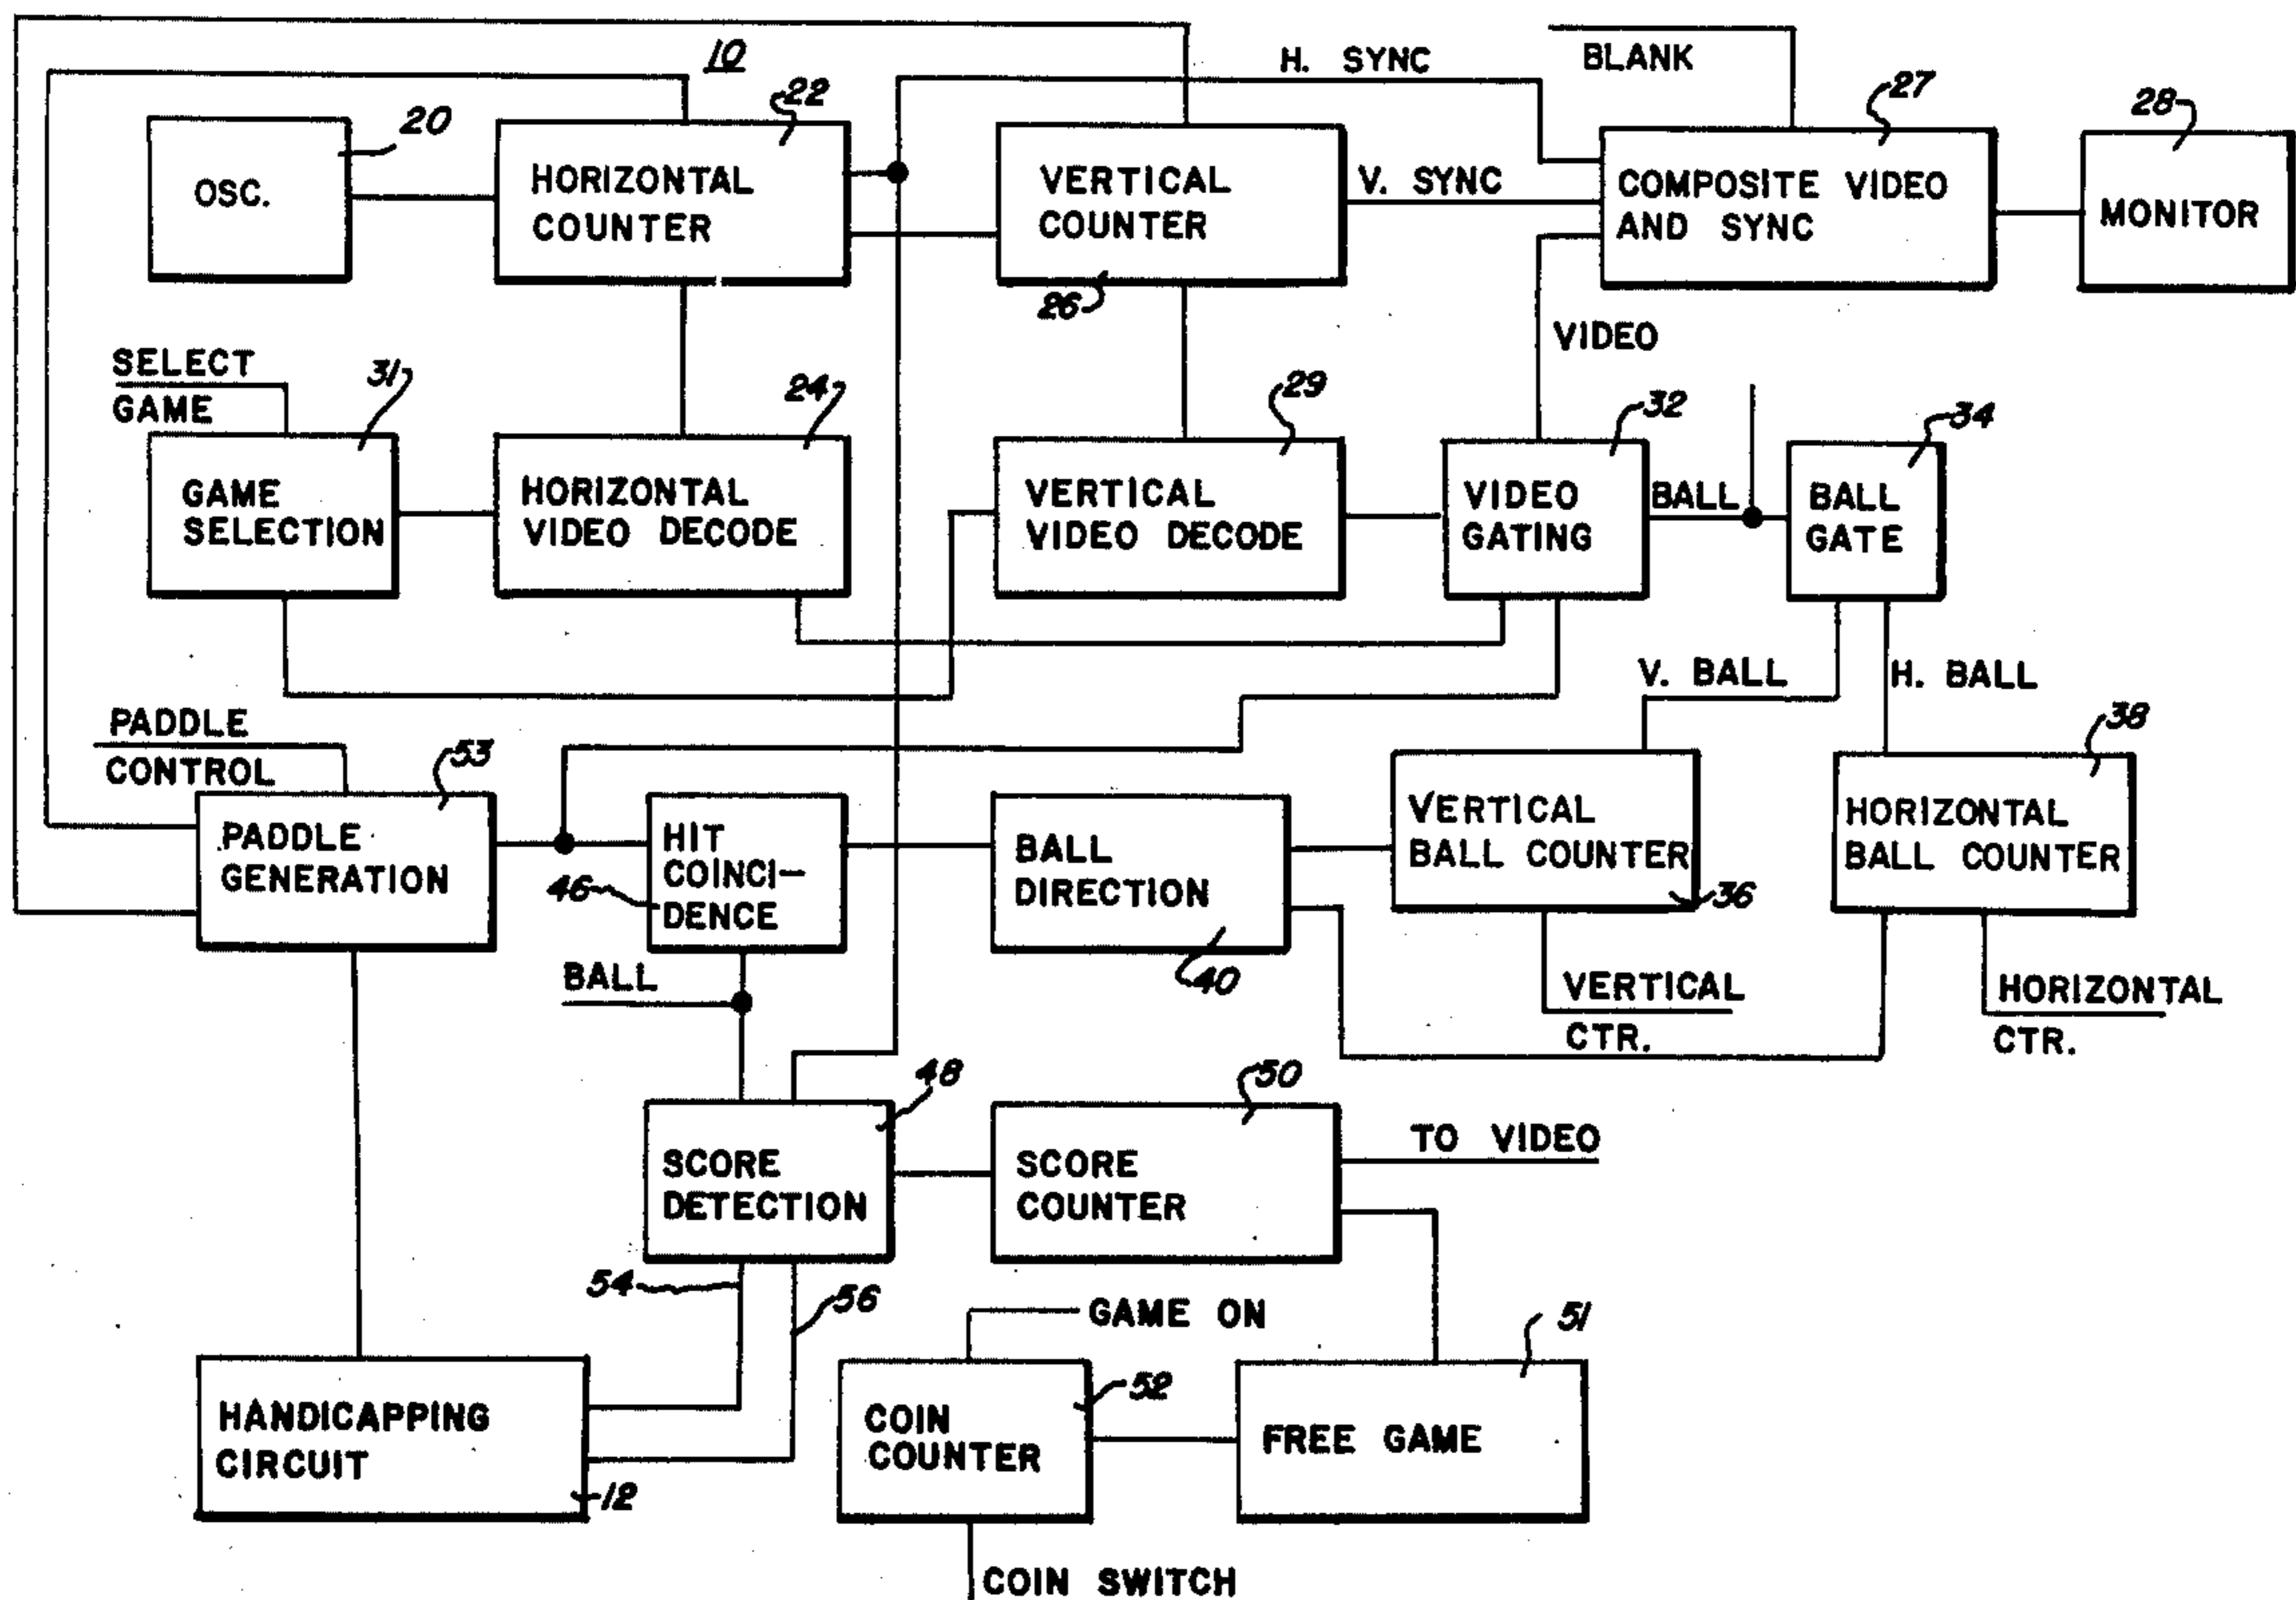 10
H. SYNC
BLANK
20
22
27
28
OSC.
HORIZONTAL
COUNTER
VERTICAL
COUNTER
26
V. SYNC
COMPOSITE VIDEO
AND SYNC
MONITOR
VIDEO
SELECT
GAME
31
24
29
32
34
GAME
SELECTION
HORIZONTAL
VIDEO DECODE
VERTICAL
VIDEO DECODE
VIDEO
GATING
BALL
BALL
GATE
V. BALL
H. BALL
PADDLE
CONTROL
53
38
PADDLE
GENERATION
HIT
COINCI-
DENCE
46
BALL
DIRECTION
40
VERTICAL
BALL COUNTER
36
HORIZONTAL
BALL COUNTER
BALL
VERTICAL
CTR.
HORIZONTAL
CTR.
48
50
SCORE
DETECTION
SCORE
COUNTER
TO VIDEO
54
56
GAME ON
51
52
HANDICAPPING
CIRCUIT
12
COIN
COUNTER
FREE GAME
COIN SWITCH